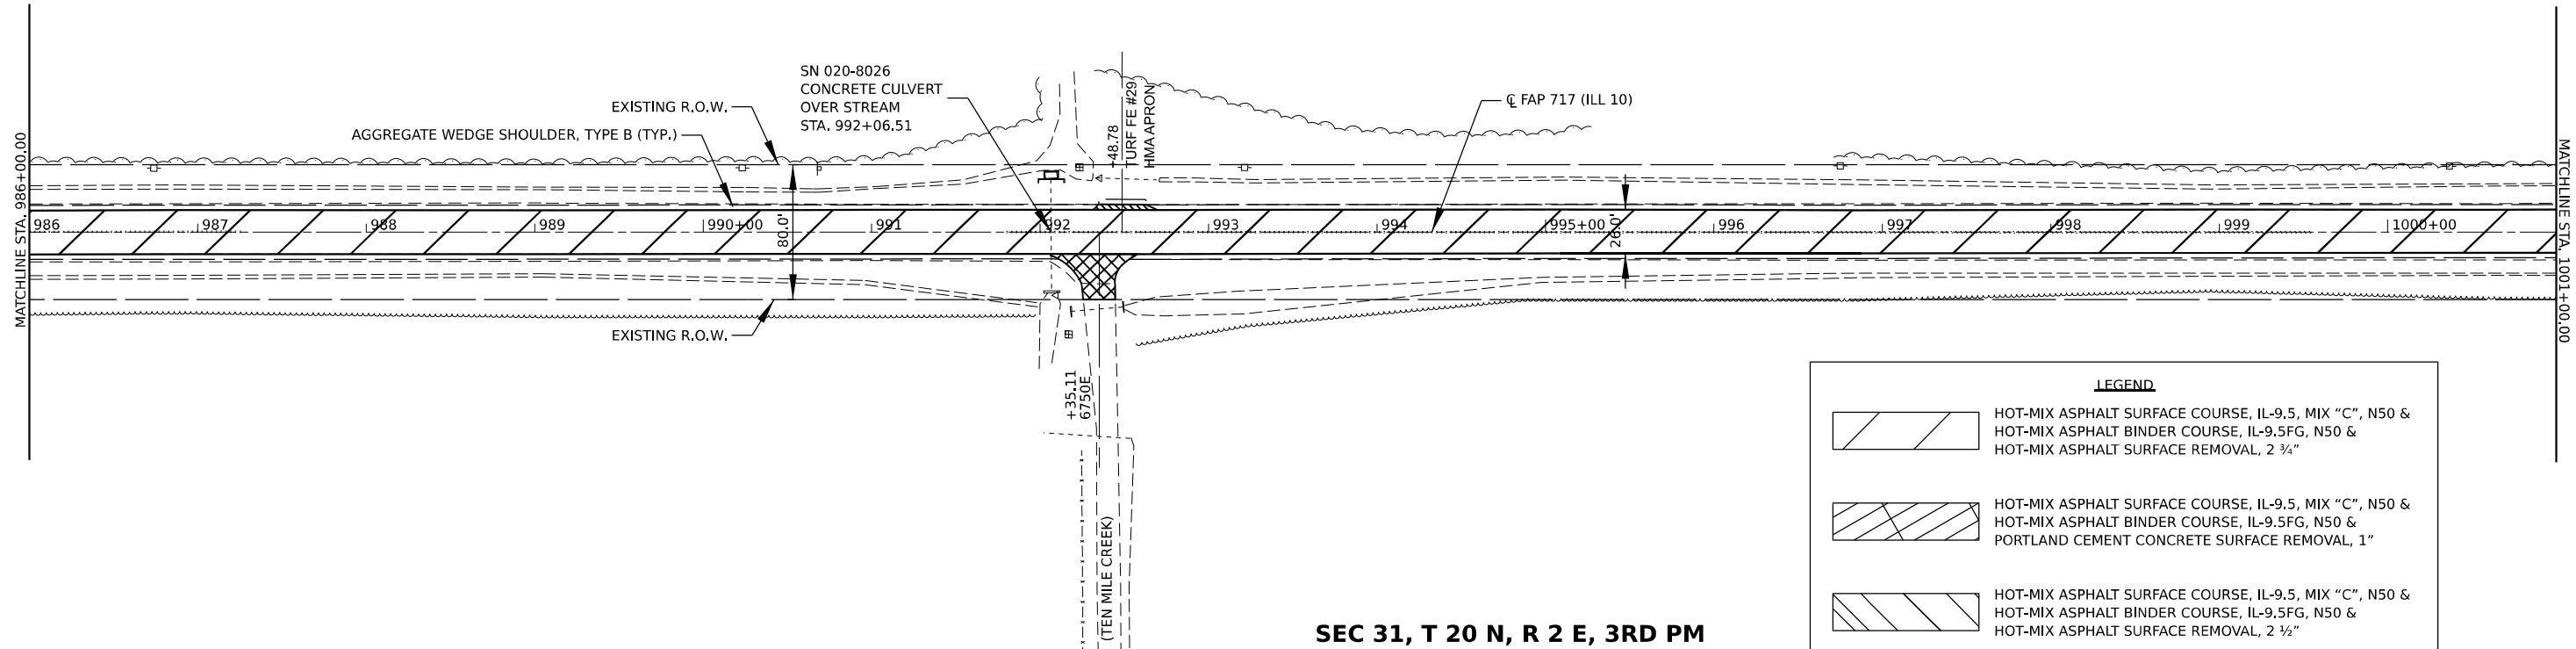 MATCHLINE STA. 986+00.00
SN 020-8026
CONCRETE CULVERT
OVER STREAM
STA. 992+06.51
EXISTING R.O.W.
AGGREGATE WEDGE SHOULDER, TYPE B (TYP.)
+48.78
TURF FE #29
HMA APRON
℄ FAP 717 (ILL 10)
MATCHLINE STA. 1001+00.00
P
986
987
988
989
990+00
80.0'
991
992
993
994
995+00
26.0'
996
997
998
999
1000+00
EXISTING R.O.W.
+35.11
6750E
(TEN MILE CREEK)
SEC 31, T 20 N, R 2 E, 3RD PM
LEGEND
HOT-MIX ASPHALT SURFACE COURSE, IL-9.5, MIX “C”, N50 &
HOT-MIX ASPHALT BINDER COURSE, IL-9.5FG, N50 &
HOT-MIX ASPHALT SURFACE REMOVAL, 2 ¾”
HOT-MIX ASPHALT SURFACE COURSE, IL-9.5, MIX “C”, N50 &
HOT-MIX ASPHALT BINDER COURSE, IL-9.5FG, N50 &
PORTLAND CEMENT CONCRETE SURFACE REMOVAL, 1”
HOT-MIX ASPHALT SURFACE COURSE, IL-9.5, MIX “C”, N50 &
HOT-MIX ASPHALT BINDER COURSE, IL-9.5FG, N50 &
HOT-MIX ASPHALT SURFACE REMOVAL, 2 ½”